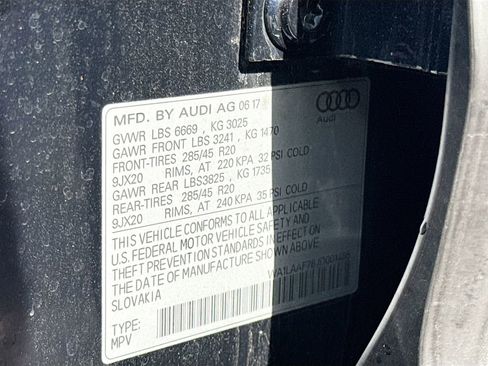 MFD. BY AUDI AG 06 17
Audi
GVWR LBS 6669 , KG 3025
GAWR FRONT LBS 3241 , KG 1470
FRONT-TIRES 285/45 R20
9JX20 RIMS, AT 220 KPA 32 PSI COLD
GAWR REAR LBS3825 , KG 1735
REAR-TIRES 285/45 R20
9JX20 RIMS, AT 240 KPA 35 PSI COLD
THIS VEHICLE CONFORMS TO ALL APPLICABLE
U.S. FEDERAL MOTOR VEHICLE SAFETY AND
THEFT PREVENTION STANDARDS IN EFFECT ON
THE DATE OF MANUFACTURE SHOWN ABOVE
SLOVAKIA
TYPE:
MPV